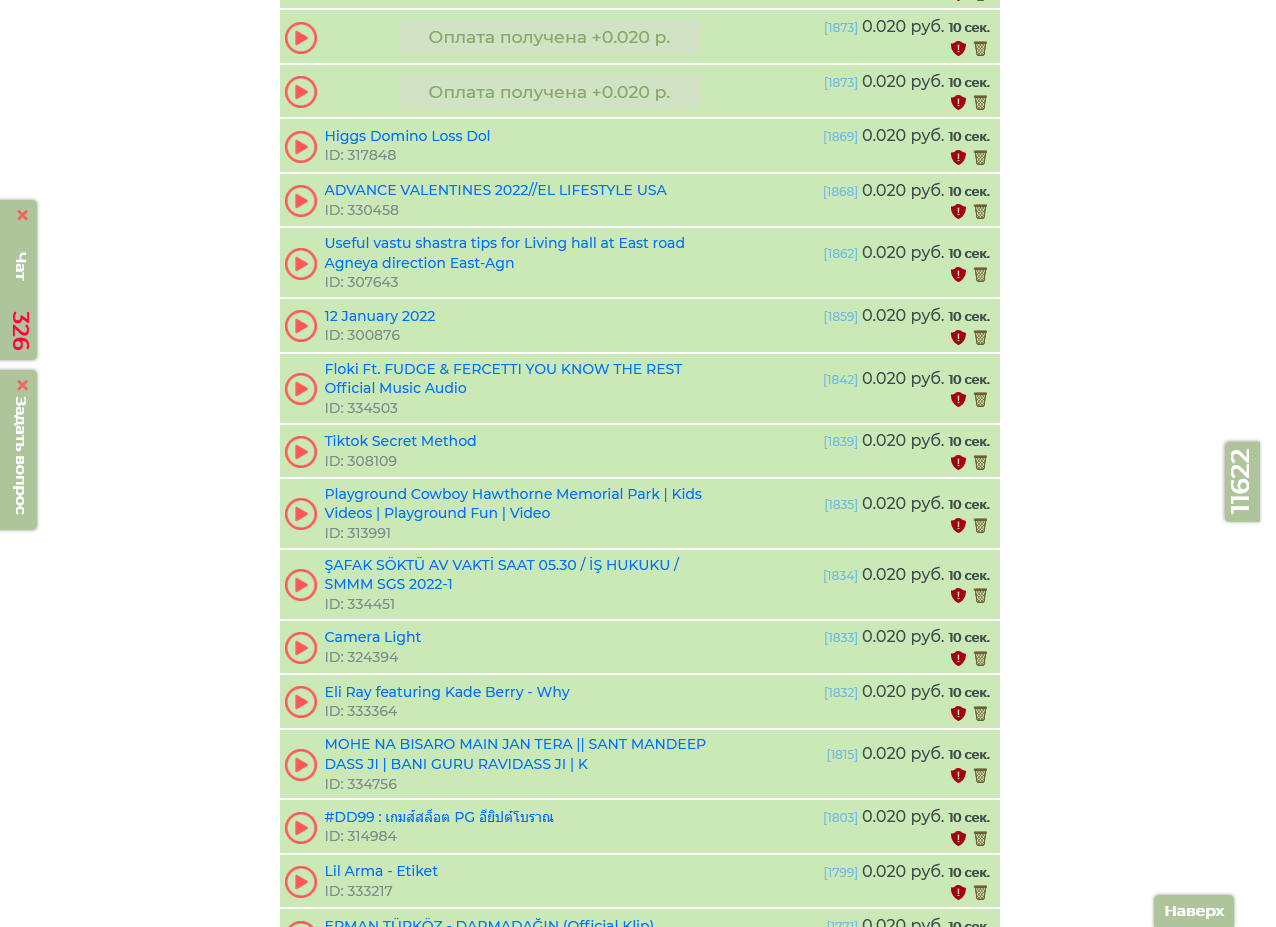 Оплата получена +0.020 р.
[1873] 0.020 руб. 10 сек.
Оплата получена +0.020 р.
[1873] 0.020 руб. 10 сек.
Higgs Domino Loss Dol
ID: 317848
[1869] 0.020 руб. 10 сек.
ADVANCE VALENTINES 2022//EL LIFESTYLE USA
ID: 330458
[1868] 0.020 руб. 10 сек.
Useful vastu shastra tips for Living hall at East road
Agneya direction East-Agn
ID: 307643
[1862] 0.020 руб. 10 сек.
12 January 2022
ID: 300876
[1859] 0.020 руб. 10 сек.
Floki Ft. FUDGE & FERCETTI YOU KNOW THE REST
Official Music Audio
ID: 334503
[1842] 0.020 руб. 10 сек.
Tiktok Secret Method
ID: 308109
[1839] 0.020 руб. 10 сек.
Playground Cowboy Hawthorne Memorial Park | Kids
Videos | Playground Fun | Video
ID: 313991
[1835] 0.020 руб. 10 сек.
ŞAFAK SÖKTÜ AV VAKTİ SAAT 05.30 / İŞ HUKUKU /
SMMM SGS 2022-1
ID: 334451
[1834] 0.020 руб. 10 сек.
Camera Light
ID: 324394
[1833] 0.020 руб. 10 сек.
Eli Ray featuring Kade Berry - Why
ID: 333364
[1832] 0.020 руб. 10 сек.
MOHE NA BISARO MAIN JAN TERA || SANT MANDEEP
DASS JI | BANI GURU RAVIDASS JI | K
ID: 334756
[1815] 0.020 руб. 10 сек.
#DD99 : เกมส์สล็อต PG อียิปต์โบราณ
ID: 314984
[1803] 0.020 руб. 10 сек.
Lil Arma - Etiket
ID: 333217
[1799] 0.020 руб. 10 сек.
ERMAN TÜRKÖZ - DARMADAĞIN (Official Klip)
[1771] 0.020 руб. 10 сек.
Чат
326
Задать вопрос
11622
Наверх